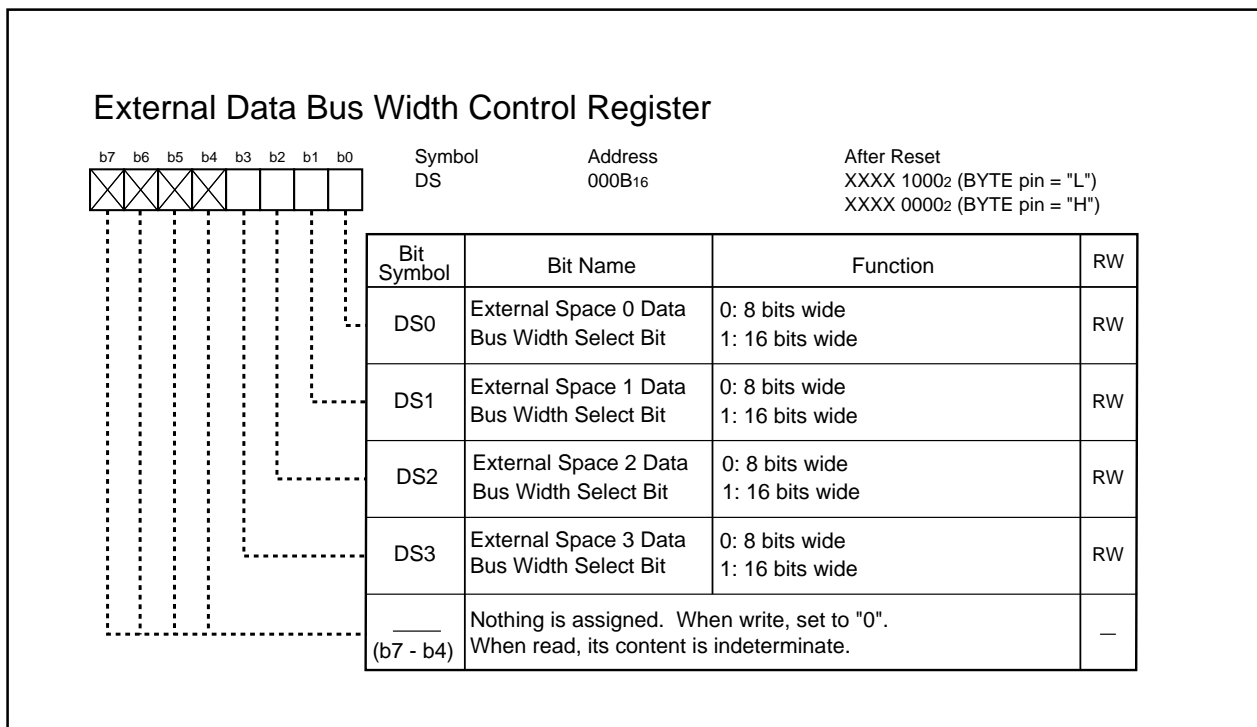 External Data Bus Width Control Register
b7 b6 b5 b4 b3 b2 b1 b0
Symbol Address After Reset
DS 000B16 XXXX 10002 (BYTE pin = "L")
XXXX 00002 (BYTE pin = "H")
Bit Symbol Bit Name Function RW
DS0 External Space 0 Data Bus Width Select Bit 0: 8 bits wide 1: 16 bits wide RW
DS1 External Space 1 Data Bus Width Select Bit 0: 8 bits wide 1: 16 bits wide RW
DS2 External Space 2 Data Bus Width Select Bit 0: 8 bits wide 1: 16 bits wide RW
DS3 External Space 3 Data Bus Width Select Bit 0: 8 bits wide 1: 16 bits wide RW
(b7 - b4) Nothing is assigned. When write, set to "0". When read, its content is indeterminate. —